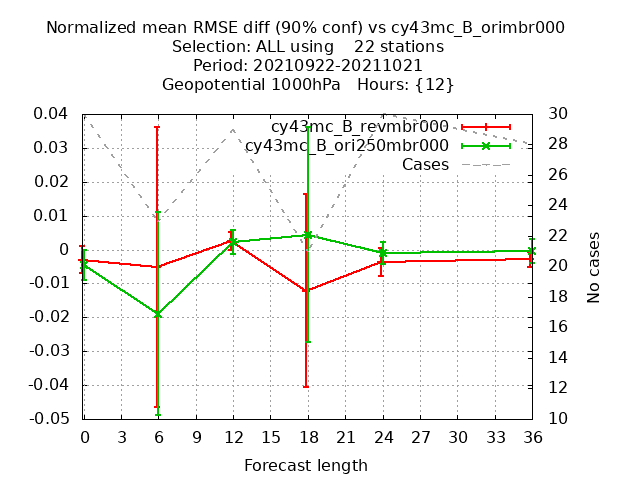 Normalized mean RMSE diff (90% conf) vs cy43mc_B_orimbr000
Selection: ALL using    22 stations
Period: 20210922-20211021
Geopotential 1000hPa   Hours: {12}
cy43mc_B_revmbr000
cy43mc_B_ori250mbr000
Cases
0.04
0.03
0.02
0.01
0
-0.01
-0.02
-0.03
-0.04
-0.05
30
28
26
24
22
20
18
16
14
12
10
No cases
0 3 6 9 12 15 18 21 24 27 30 33 36
Forecast length